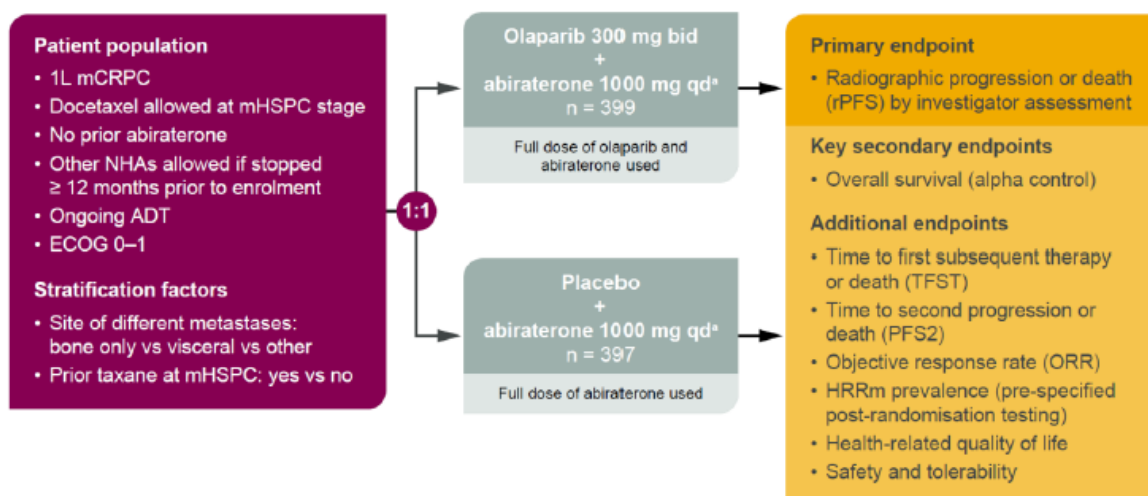 Patient population
• 1L mCRPC
• Docetaxel allowed at mHSPC stage
• No prior abiraterone
• Other NHAs allowed if stopped
≥ 12 months prior to enrolment
• Ongoing ADT
• ECOG 0–1
Stratification factors
• Site of different metastases:
bone only vs visceral vs other
• Prior taxane at mHSPC: yes vs no
1:1
Olaparib 300 mg bid
+
abiraterone 1000 mg qdᵃ
n = 399
Full dose of olaparib and
abiraterone used
Placebo
+
abiraterone 1000 mg qdᵃ
n = 397
Full dose of abiraterone used
Primary endpoint
• Radiographic progression or death
(rPFS) by investigator assessment
Key secondary endpoints
• Overall survival (alpha control)
Additional endpoints
• Time to first subsequent therapy
or death (TFST)
• Time to second progression or
death (PFS2)
• Objective response rate (ORR)
• HRRm prevalence (pre-specified
post-randomisation testing)
• Health-related quality of life
• Safety and tolerability